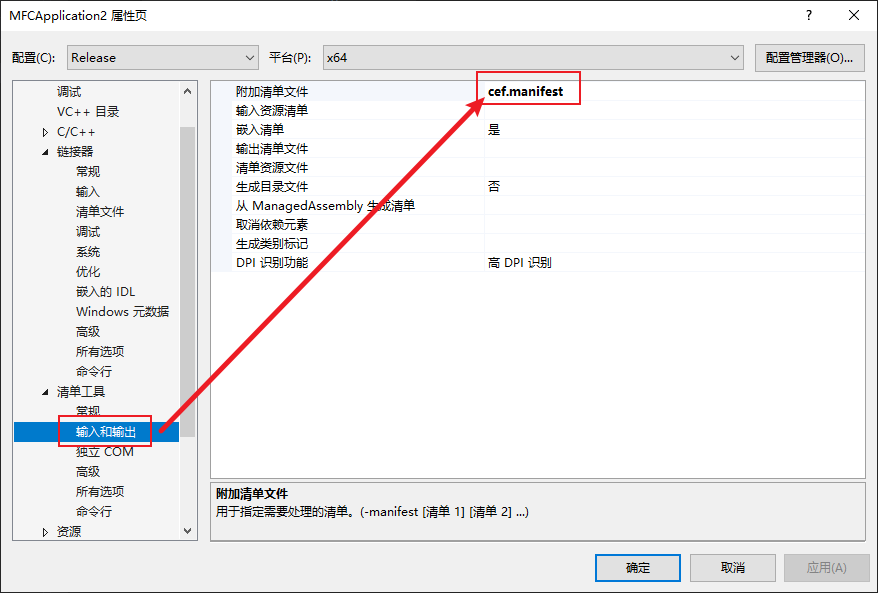 MFCApplication2 属性页
?
配置(C):
Release
平台(P):
x64
配置管理器(O)...
调试
VC++ 目录
C/C++
链接器
常规
输入
清单文件
调试
系统
优化
嵌入的 IDL
Windows 元数据
高级
所有选项
命令行
清单工具
常规
输入和输出
独立 COM
高级
所有选项
命令行
资源
附加清单文件 cef.manifest
输入资源清单
嵌入清单 是
输出清单文件
清单资源文件
生成目录文件 否
从 ManagedAssembly 生成清单
取消依赖元素
生成类别标记
DPI 识别功能 高 DPI 识别
附加清单文件
用于指定需要处理的清单。(-manifest [清单 1] [清单 2] ...)
确定
取消
应用(A)